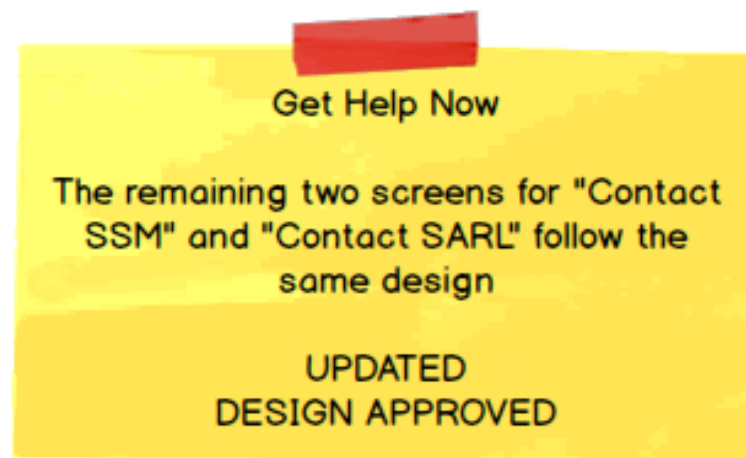 Get Help Now
The remaining two screens for "Contact
SSM" and "Contact SARL" follow the
same design
UPDATED
DESIGN APPROVED